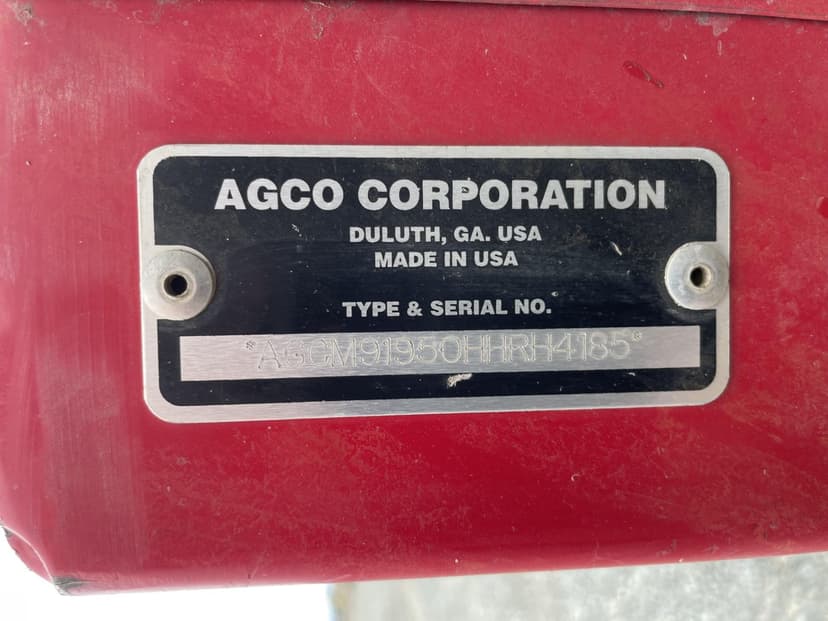 AGCO CORPORATION
DULUTH, GA. USA
MADE IN USA
TYPE & SERIAL NO.
*AGCM91950HHRH4185*